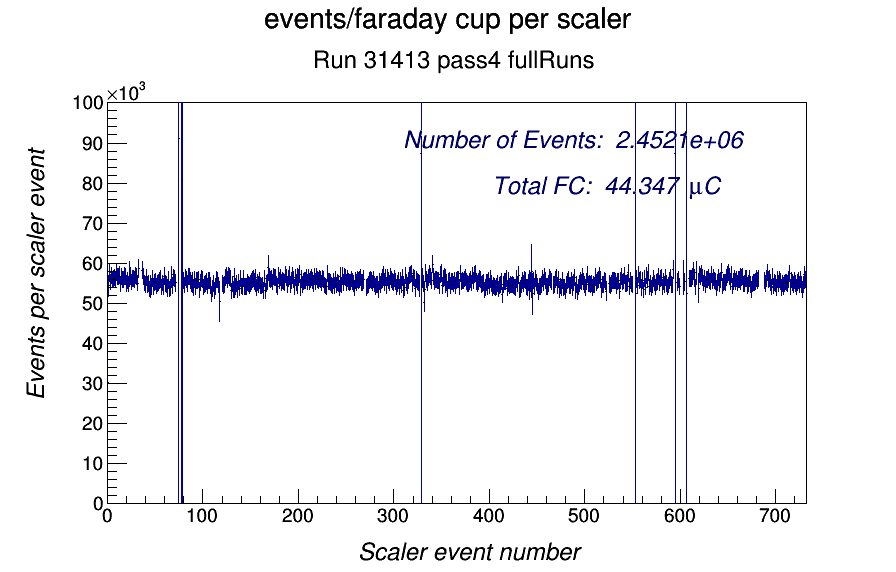 events/faraday cup per scaler
Run 31413 pass4 fullRuns
×10³
100
90
80
70
60
50
40
30
20
10
0
Events per scaler event
Number of Events: 2.4521e+06
Total FC: 44.347 μC
0 100 200 300 400 500 600 700
Scaler event number